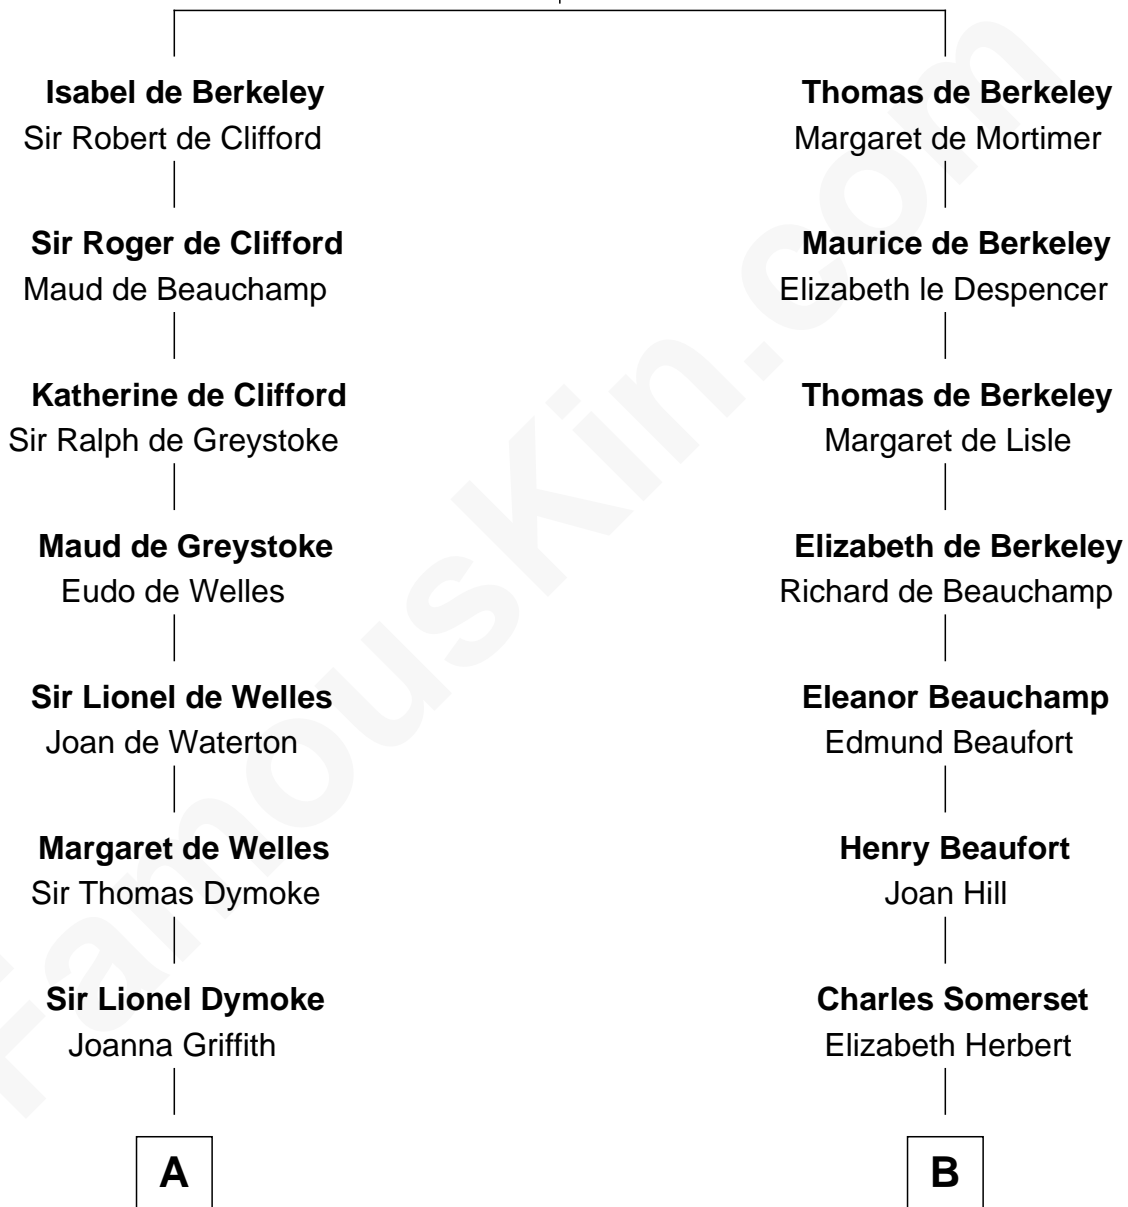 Isabel de Berkeley
Sir Robert de Clifford
Sir Roger de Clifford
Maud de Beauchamp
Katherine de Clifford
Sir Ralph de Greystoke
Maud de Greystoke
Eudo de Welles
Sir Lionel de Welles
Joan de Waterton
Margaret de Welles
Sir Thomas Dymoke
Sir Lionel Dymoke
Joanna Griffith
A
Thomas de Berkeley
Margaret de Mortimer
Maurice de Berkeley
Elizabeth le Despencer
Thomas de Berkeley
Margaret de Lisle
Elizabeth de Berkeley
Richard de Beauchamp
Eleanor Beauchamp
Edmund Beaufort
Henry Beaufort
Joan Hill
Charles Somerset
Elizabeth Herbert
B
FamousKin.com